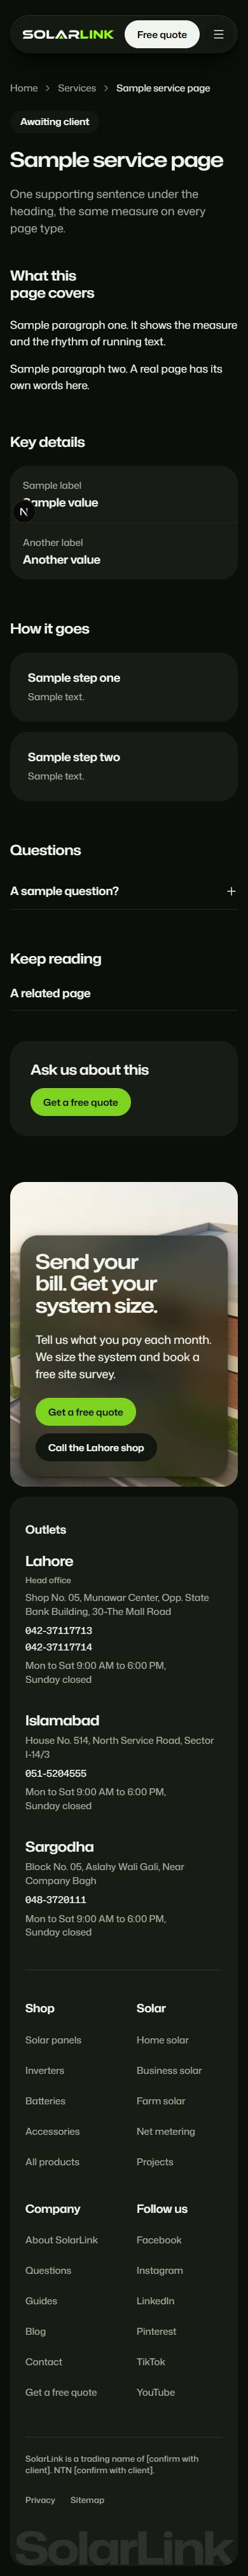 SOLARLINK
Free quote
Home > Services > Sample service page
Awaiting client
Sample service page
One supporting sentence under the
heading, the same measure on every
page type.
What this
page covers
Sample paragraph one. It shows the measure
and the rhythm of running text.
Sample paragraph two. A real page has its
own words here.
Key details
Sample label
Sample value
N
Another label
Another value
How it goes
Sample step one
Sample text.
Sample step two
Sample text.
Questions
A sample question?
Keep reading
A related page
Ask us about this
Get a free quote
Send your
bill. Get your
system size.
Tell us what you pay each month.
We size the system and book a
free site survey.
Get a free quote
Call the Lahore shop
Outlets
Lahore
Head office
Shop No. 05, Munawar Center, Opp. State
Bank Building, 30-The Mall Road
042-37117713
042-37117714
Mon to Sat 9:00 AM to 6:00 PM,
Sunday closed
Islamabad
House No. 514, North Service Road, Sector
I-14/3
051-5204555
Mon to Sat 9:00 AM to 6:00 PM,
Sunday closed
Sargodha
Block No. 05, Aslahy Wali Gali, Near
Company Bagh
048-3720111
Mon to Sat 9:00 AM to 6:00 PM,
Sunday closed
Shop
Solar panels
Inverters
Batteries
Accessories
All products
Solar
Home solar
Business solar
Farm solar
Net metering
Projects
Company
About SolarLink
Questions
Guides
Blog
Contact
Get a free quote
Follow us
Facebook
Instagram
LinkedIn
Pinterest
TikTok
YouTube
SolarLink is a trading name of [confirm with
client]. NTN [confirm with client].
Privacy Sitemap
SolarLink